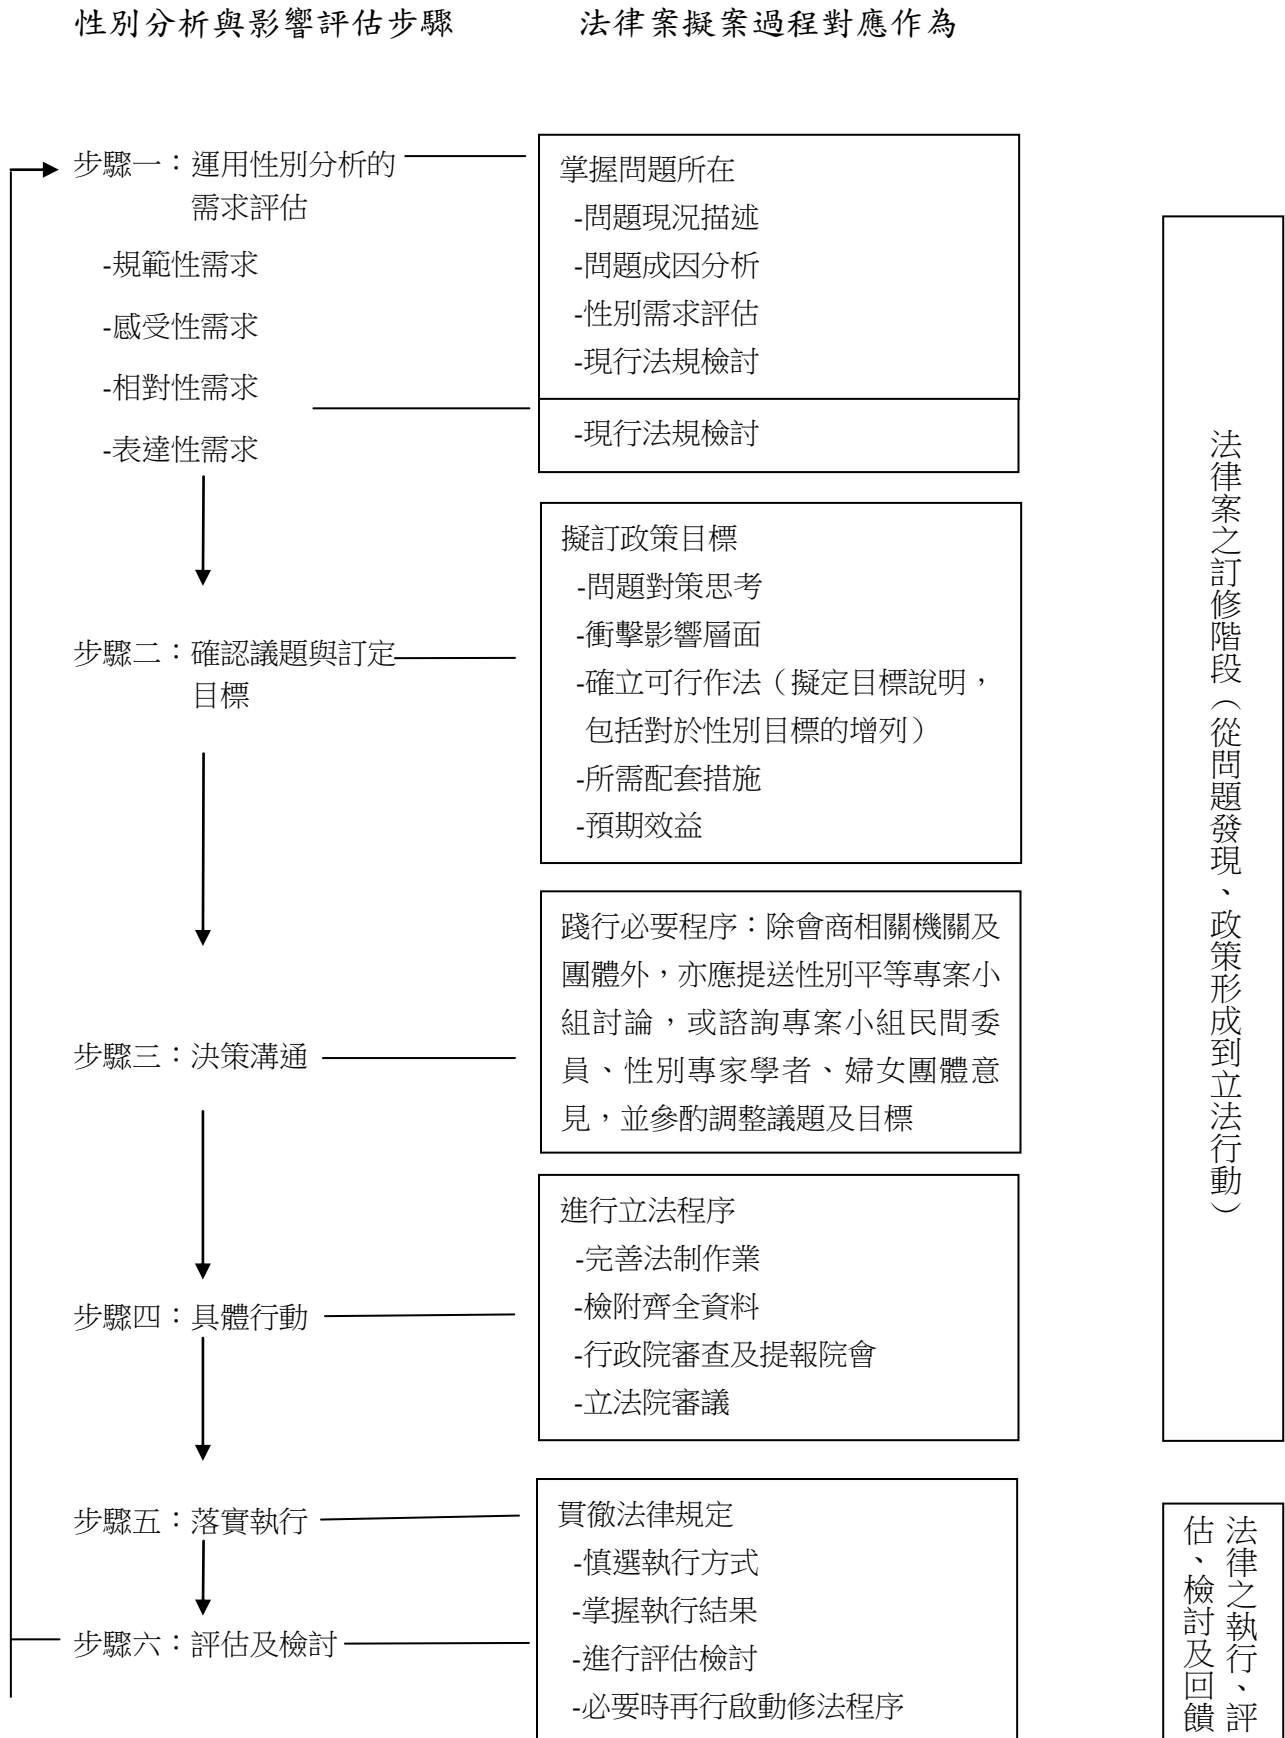 性別分析與影響評估步驟
法律案擬案過程對應作為
步驟一：運用性別分析的
需求評估
-規範性需求
-感受性需求
-相對性需求
-表達性需求
掌握問題所在
-問題現況描述
-問題成因分析
-性別需求評估
-現行法規檢討
-現行法規檢討
步驟二：確認議題與訂定
目標
擬訂政策目標
-問題對策思考
-衝擊影響層面
-確立可行作法（擬定目標說明，
包括對於性別目標的增列）
-所需配套措施
-預期效益
步驟三：決策溝通
踐行必要程序：除會商相關機關及
團體外，亦應提送性別平等專案小
組討論，或諮詢專案小組民間委
員、性別專家學者、婦女團體意
見，並參酌調整議題及目標
步驟四：具體行動
進行立法程序
-完善法制作業
-檢附齊全資料
-行政院審查及提報院會
-立法院審議
步驟五：落實執行
步驟六：評估及檢討
貫徹法律規定
-慎選執行方式
-掌握執行結果
-進行評估檢討
-必要時再行啟動修法程序
法律案之訂修階段（從問題發現、政策形成到立法行動）
法律之執行、評
估、檢討及回饋